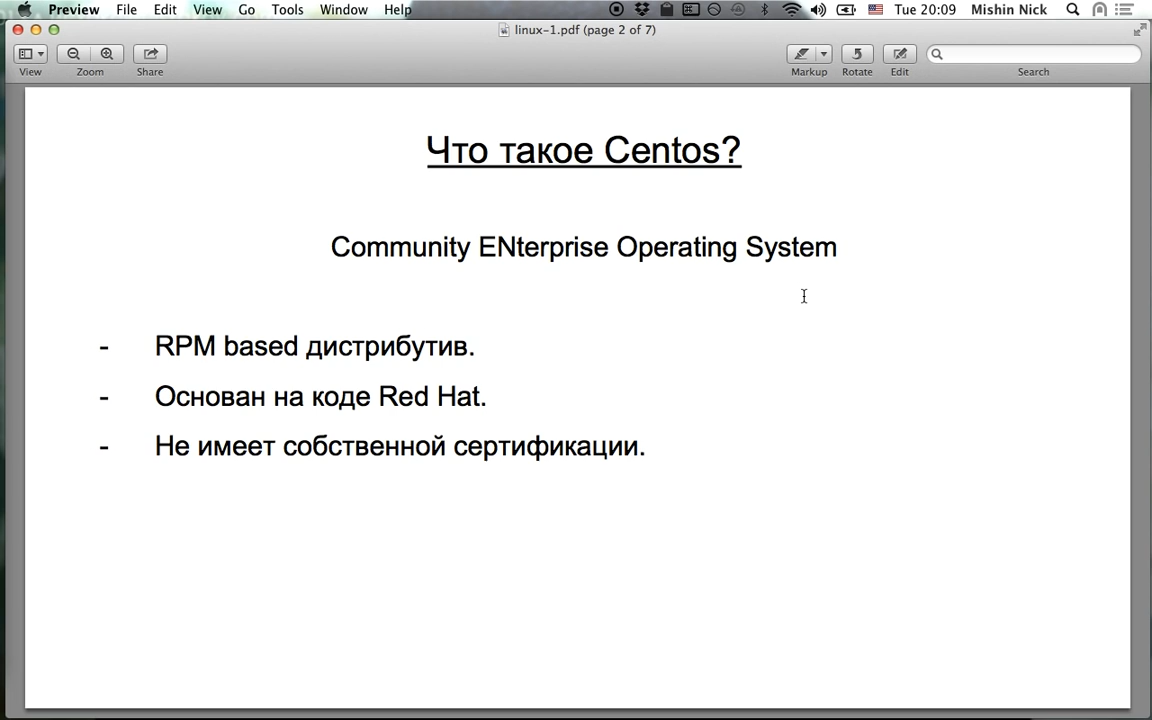 Preview File Edit View Go Tools Window Help Tue 20:09 Mishin Nick
linux-1.pdf (page 2 of 7)
View Zoom Share Markup Rotate Edit Search
Что такое Centos?
Community ENterprise Operating System
- RPM based дистрибутив.
- Основан на коде Red Hat.
- Не имеет собственной сертификации.